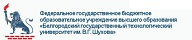 Федеральное государственное бюджетное
образовательное учреждение высшего образования
«Белгородский государственный технологический
университет им. В.Г. Шухова»